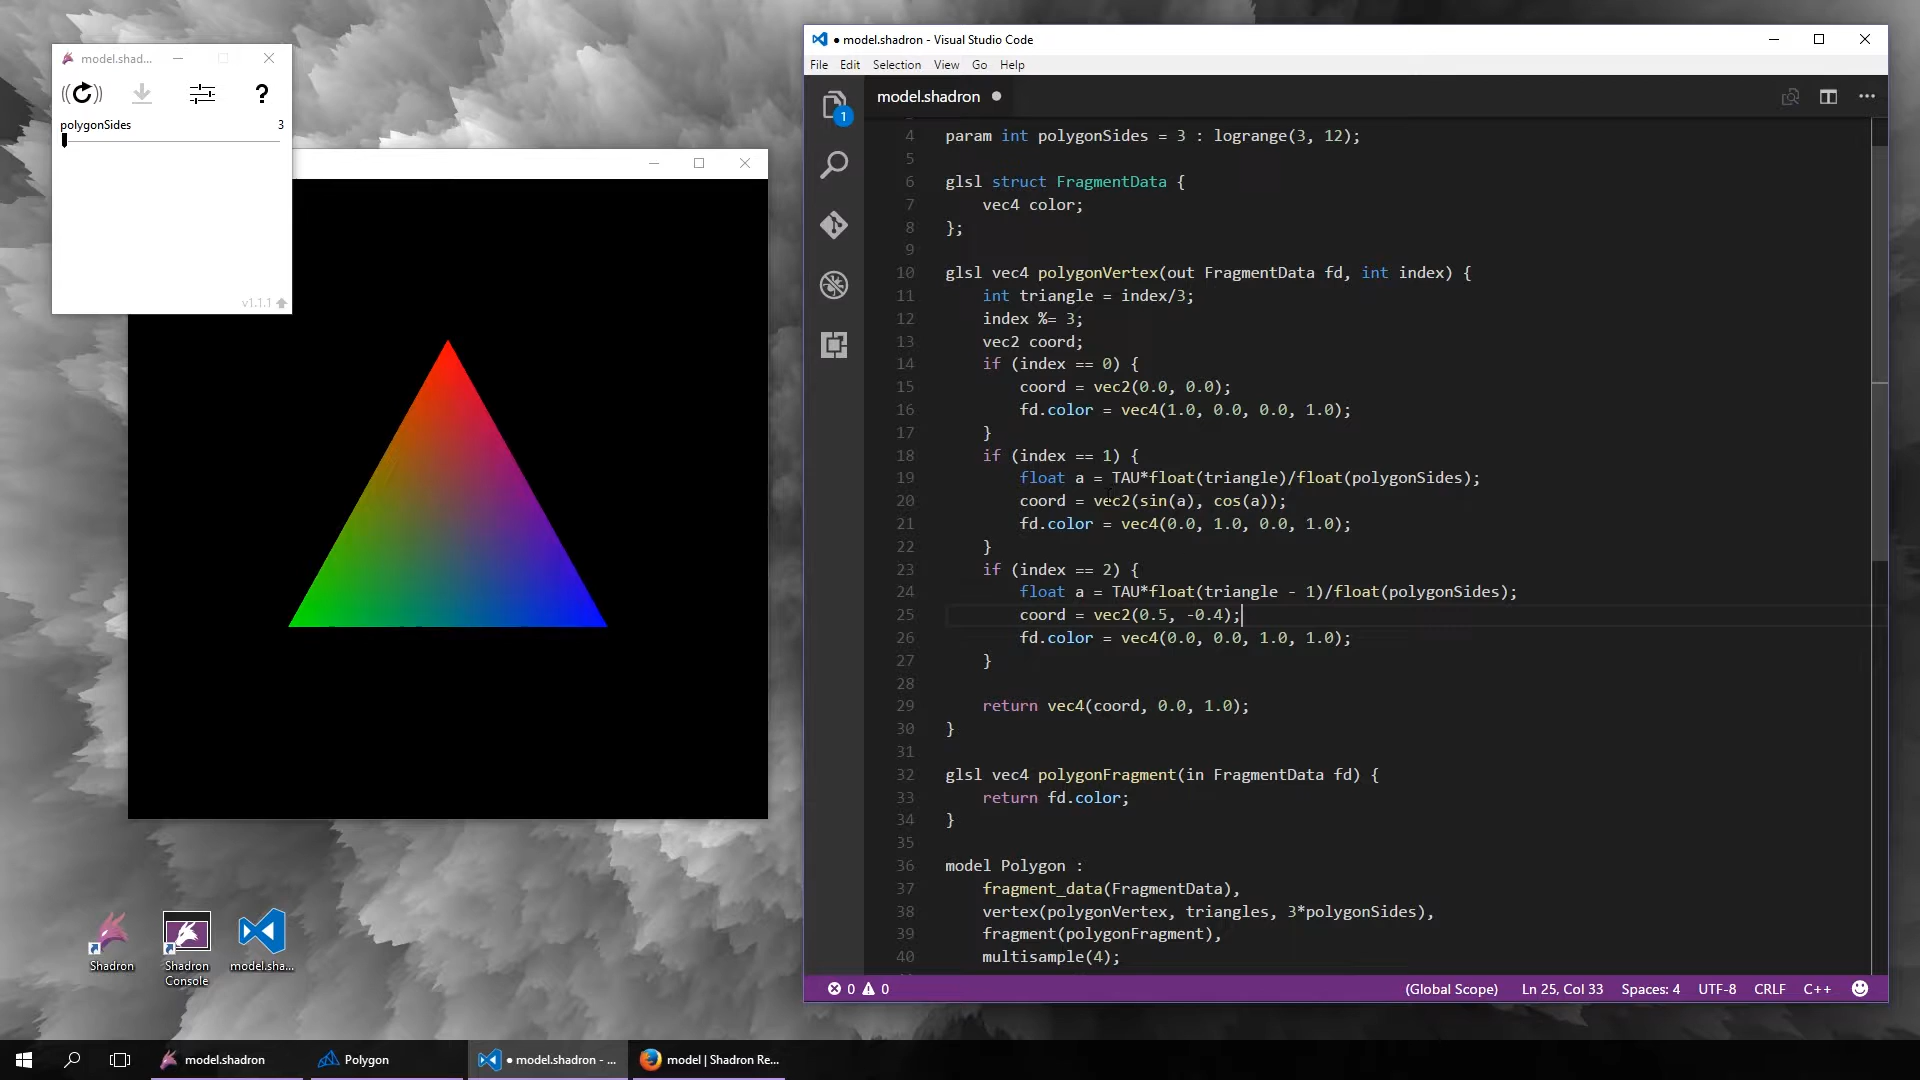 model.shad...
?
polygonSides 3
v1.1.1
Shadron
Shadron
Console
model.sha...
● model.shadron - Visual Studio Code
File Edit Selection View Go Help
1
model.shadron ●
4 param int polygonSides = 3 : logrange(3, 12);
5
6 glsl struct FragmentData {
7 vec4 color;
8 };
9
10 glsl vec4 polygonVertex(out FragmentData fd, int index) {
11 int triangle = index/3;
12 index %= 3;
13 vec2 coord;
14 if (index == 0) {
15 coord = vec2(0.0, 0.0);
16 fd.color = vec4(1.0, 0.0, 0.0, 1.0);
17 }
18 if (index == 1) {
19 float a = TAU*float(triangle)/float(polygonSides);
20 coord = vec2(sin(a), cos(a));
21 fd.color = vec4(0.0, 1.0, 0.0, 1.0);
22 }
23 if (index == 2) {
24 float a = TAU*float(triangle - 1)/float(polygonSides);
25 coord = vec2(0.5, -0.4);
26 fd.color = vec4(0.0, 0.0, 1.0, 1.0);
27 }
28
29 return vec4(coord, 0.0, 1.0);
30 }
31
32 glsl vec4 polygonFragment(in FragmentData fd) {
33 return fd.color;
34 }
35
36 model Polygon :
37 fragment_data(FragmentData),
38 vertex(polygonVertex, triangles, 3*polygonSides),
39 fragment(polygonFragment),
40 multisample(4);
0 0 (Global Scope) Ln 25, Col 33 Spaces: 4 UTF-8 CRLF C++
model.shadron Polygon ● model.shadron - ... model | Shadron Re...